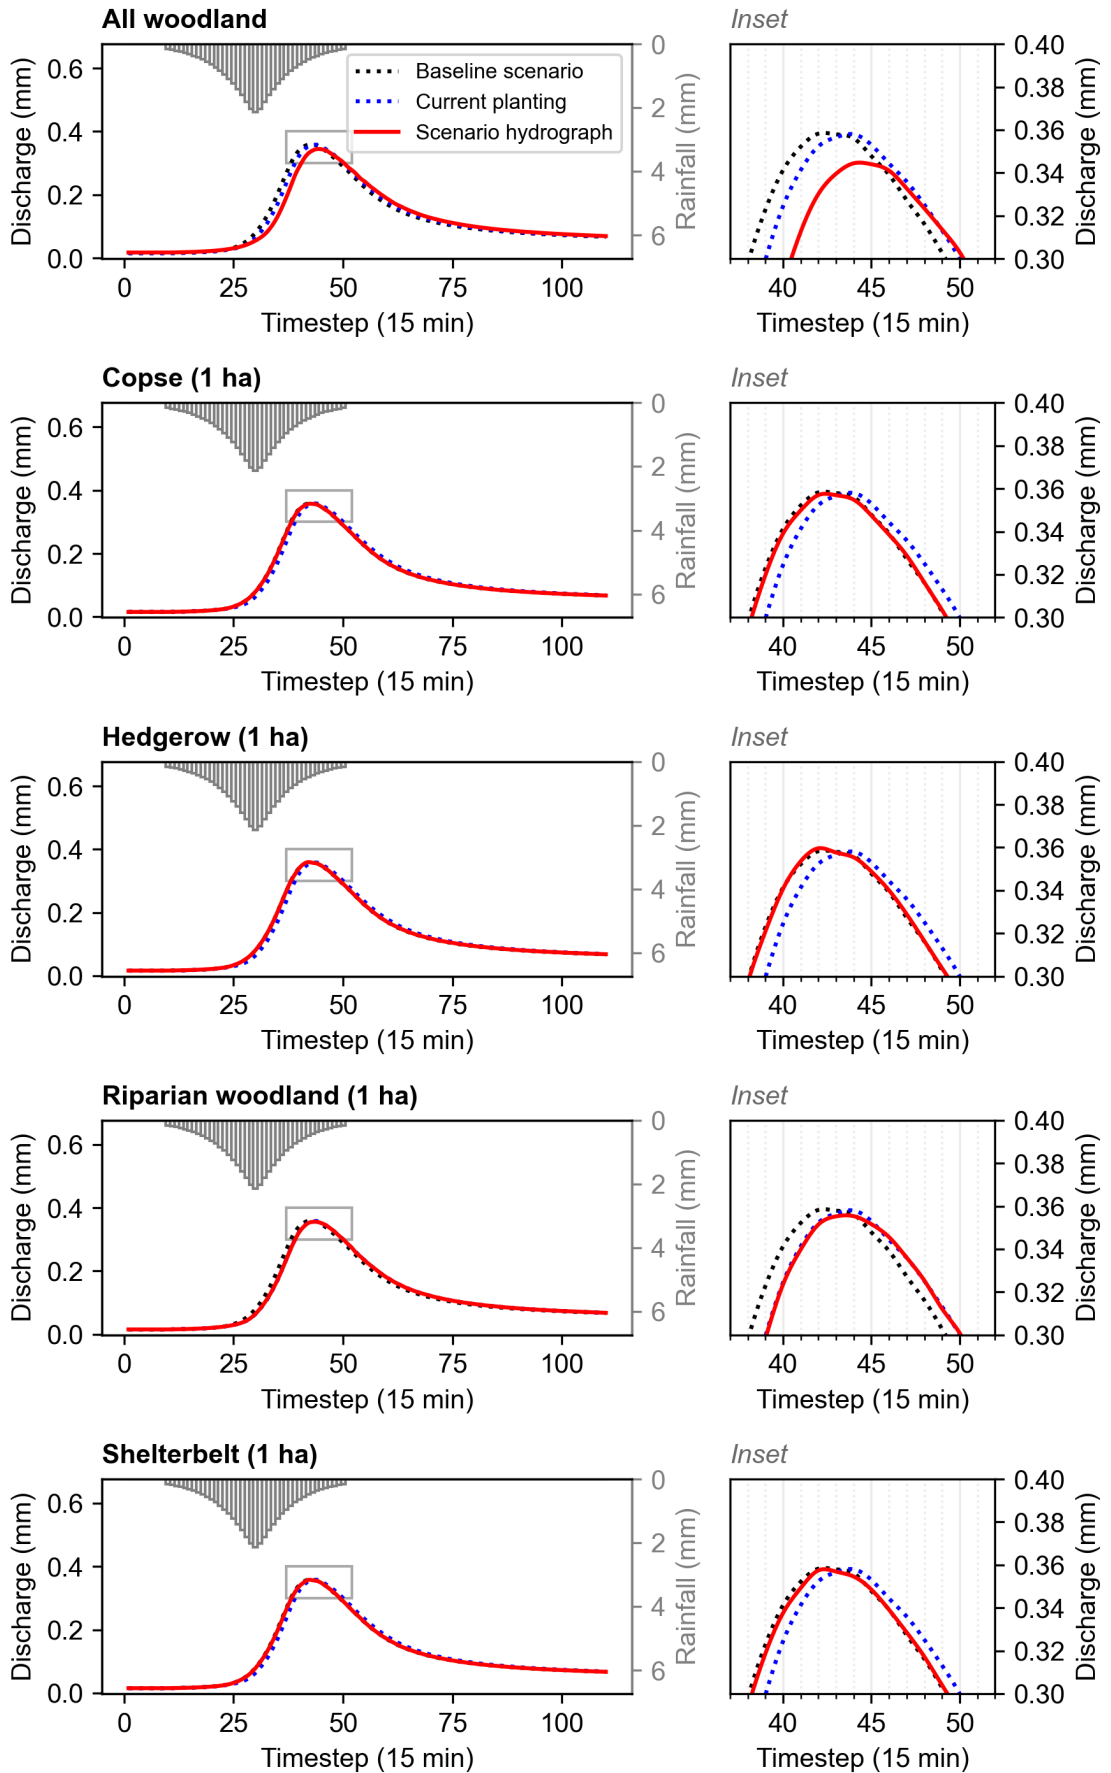 All woodland
Inset
0.6
0.4
0.2
0.0
Discharge (mm)
0
25
50
75
100
Timestep (15 min)
0
2
4
6
Rainfall (mm)
Baseline scenario
Current planting
Scenario hydrograph
0.40
0.38
0.36
0.34
0.32
0.30
Discharge (mm)
40
45
50
Timestep (15 min)
Copse (1 ha)
Inset
0.6
0.4
0.2
0.0
Discharge (mm)
0
25
50
75
100
Timestep (15 min)
0
2
4
6
Rainfall (mm)
0.40
0.38
0.36
0.34
0.32
0.30
Discharge (mm)
40
45
50
Timestep (15 min)
Hedgerow (1 ha)
Inset
0.6
0.4
0.2
0.0
Discharge (mm)
0
25
50
75
100
Timestep (15 min)
0
2
4
6
Rainfall (mm)
0.40
0.38
0.36
0.34
0.32
0.30
Discharge (mm)
40
45
50
Timestep (15 min)
Riparian woodland (1 ha)
Inset
0.6
0.4
0.2
0.0
Discharge (mm)
0
25
50
75
100
Timestep (15 min)
0
2
4
6
Rainfall (mm)
0.40
0.38
0.36
0.34
0.32
0.30
Discharge (mm)
40
45
50
Timestep (15 min)
Shelterbelt (1 ha)
Inset
0.6
0.4
0.2
0.0
Discharge (mm)
0
25
50
75
100
Timestep (15 min)
0
2
4
6
Rainfall (mm)
0.40
0.38
0.36
0.34
0.32
0.30
Discharge (mm)
40
45
50
Timestep (15 min)